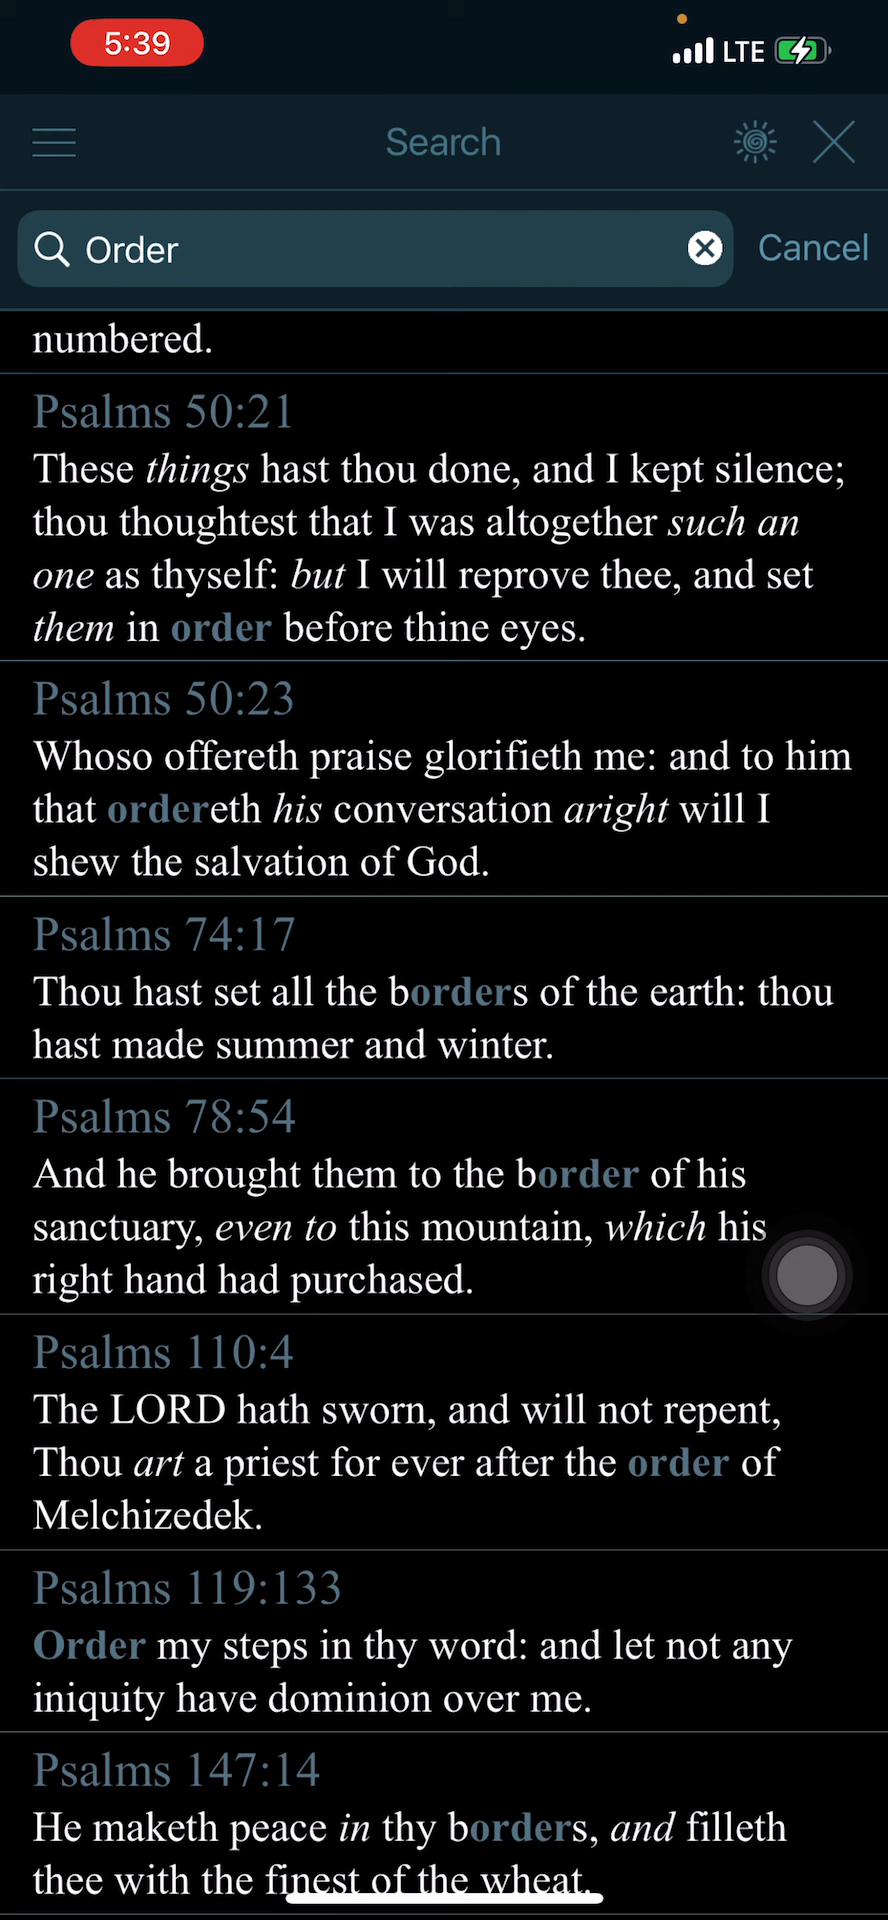 5:39
LTE
Search
Order
Cancel
numbered.
Psalms 50:21
These things hast thou done, and I kept silence;
thou thoughtest that I was altogether such an
one as thyself: but I will reprove thee, and set
them in order before thine eyes.
Psalms 50:23
Whoso offereth praise glorifieth me: and to him
that ordereth his conversation aright will I
shew the salvation of God.
Psalms 74:17
Thou hast set all the borders of the earth: thou
hast made summer and winter.
Psalms 78:54
And he brought them to the border of his
sanctuary, even to this mountain, which his
right hand had purchased.
Psalms 110:4
The LORD hath sworn, and will not repent,
Thou art a priest for ever after the order of
Melchizedek.
Psalms 119:133
Order my steps in thy word: and let not any
iniquity have dominion over me.
Psalms 147:14
He maketh peace in thy borders, and filleth
thee with the finest of the wheat.